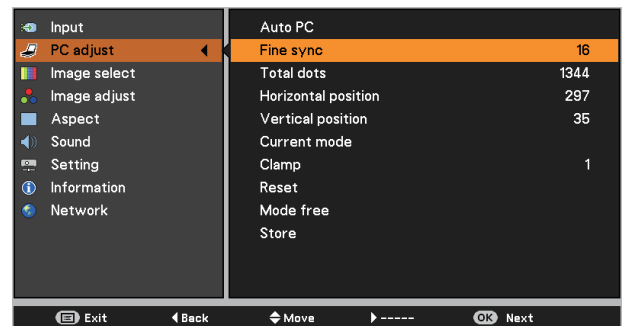 Input
PC adjust
Image select
Image adjust
Aspect
Sound
Setting
Information
Network
Auto PC
Fine sync 16
Total dots 1344
Horizontal position 297
Vertical position 35
Current mode
Clamp 1
Reset
Mode free
Store
Exit Back Move ----- OK Next